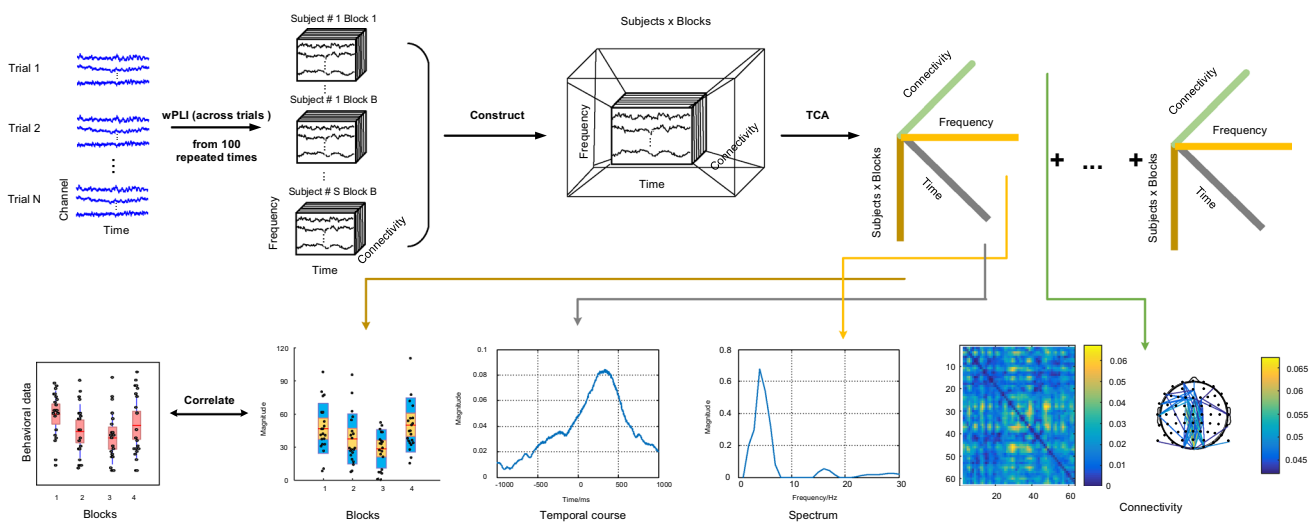 Trial 1
Trial 2
Trial N
Channel
Time
wPLI (across trials )
from 100
repeated times
Subject # 1 Block 1
Subject # 1 Block B
Subject # S Block B
Frequency
Time
Connectivity
Construct
Subjects x Blocks
Frequency
Time
Connectivity
TCA
Connectivity
Frequency
Time
Subjects x Blocks
+ ... +
Connectivity
Frequency
Time
Subjects x Blocks
Behavioral data
1 2 3 4
Blocks
Correlate
Magnitude
120
90
60
30
0
1 2 3 4
Blocks
Magnitude
0.1
0.08
0.06
0.04
0.02
0
-1000 -500 0 500 1000
Time/ms
Temporal course
Magnitude
0.8
0.6
0.4
0.2
0
0 10 20 30
Frequency/Hz
Spectrum
10
20
30
40
50
60
20 40 60
0.06
0.05
0.04
0.03
0.02
0.01
0
0.065
0.06
0.055
0.05
0.045
Connectivity